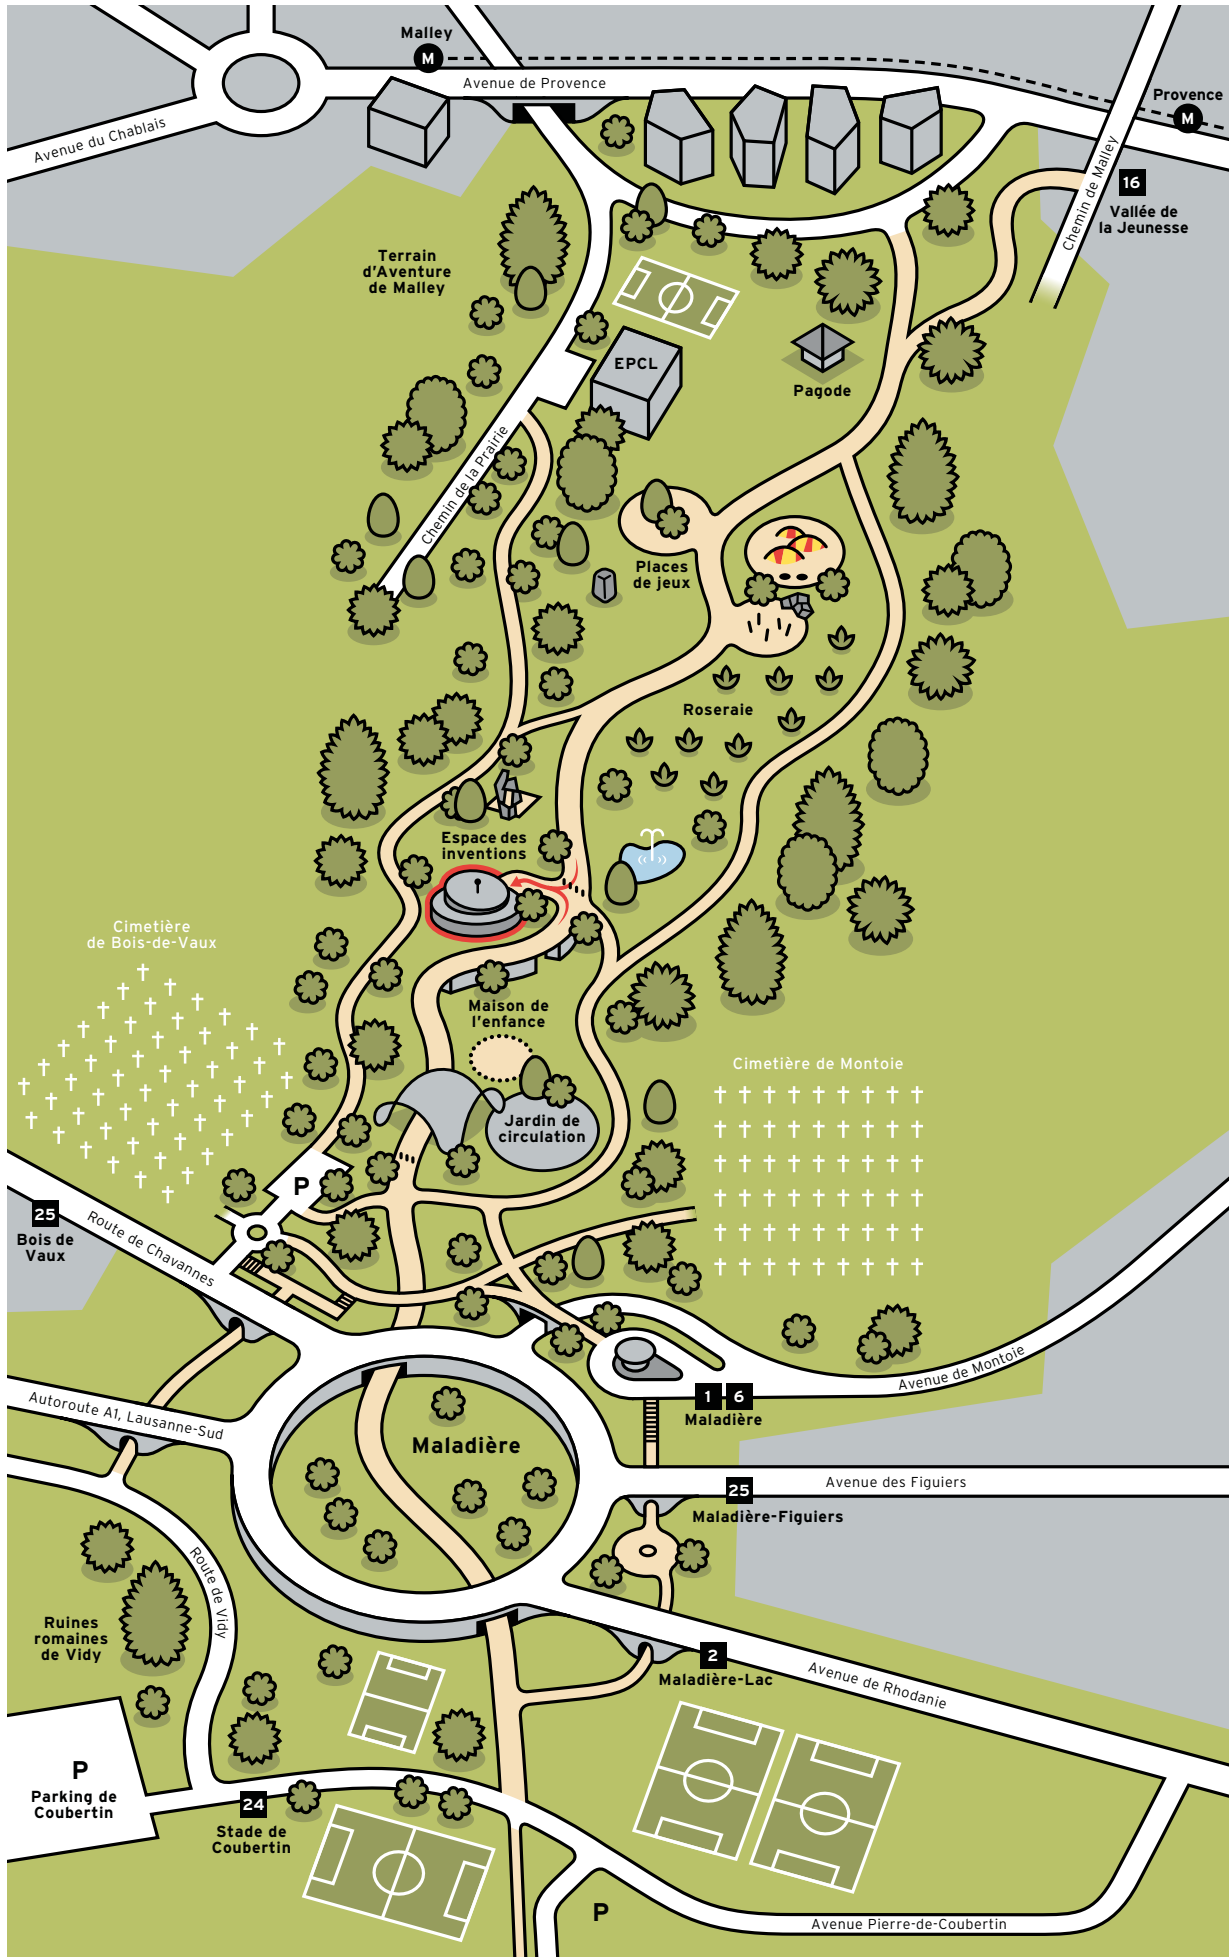 Malley
M
Avenue de Provence
Provence
M
Avenue du Chablais
Chemin de Malley
16
Vallée de
la Jeunesse
Terrain
d'Aventure
de Malley
EPCL
Pagode
Chemin de la Prairie
Places
de jeux
Roseraie
Espace des
inventions
Cimetière
de Bois-de-Vaux
Maison de
l'enfance
Cimetière de Montoie
Jardin de
circulation
P
25
Bois de
Vaux
Route de Chavannes
Avenue de Montoie
1
6
Maladière
Autoroute A1, Lausanne-Sud
Maladière
Avenue des Figuiers
25
Maladière-Figuiers
Route de Vidy
Ruines
romaines
de Vidy
2
Maladière-Lac
Avenue de Rhodanie
P
Parking de
Coubertin
24
Stade de
Coubertin
P
Avenue Pierre-de-Coubertin